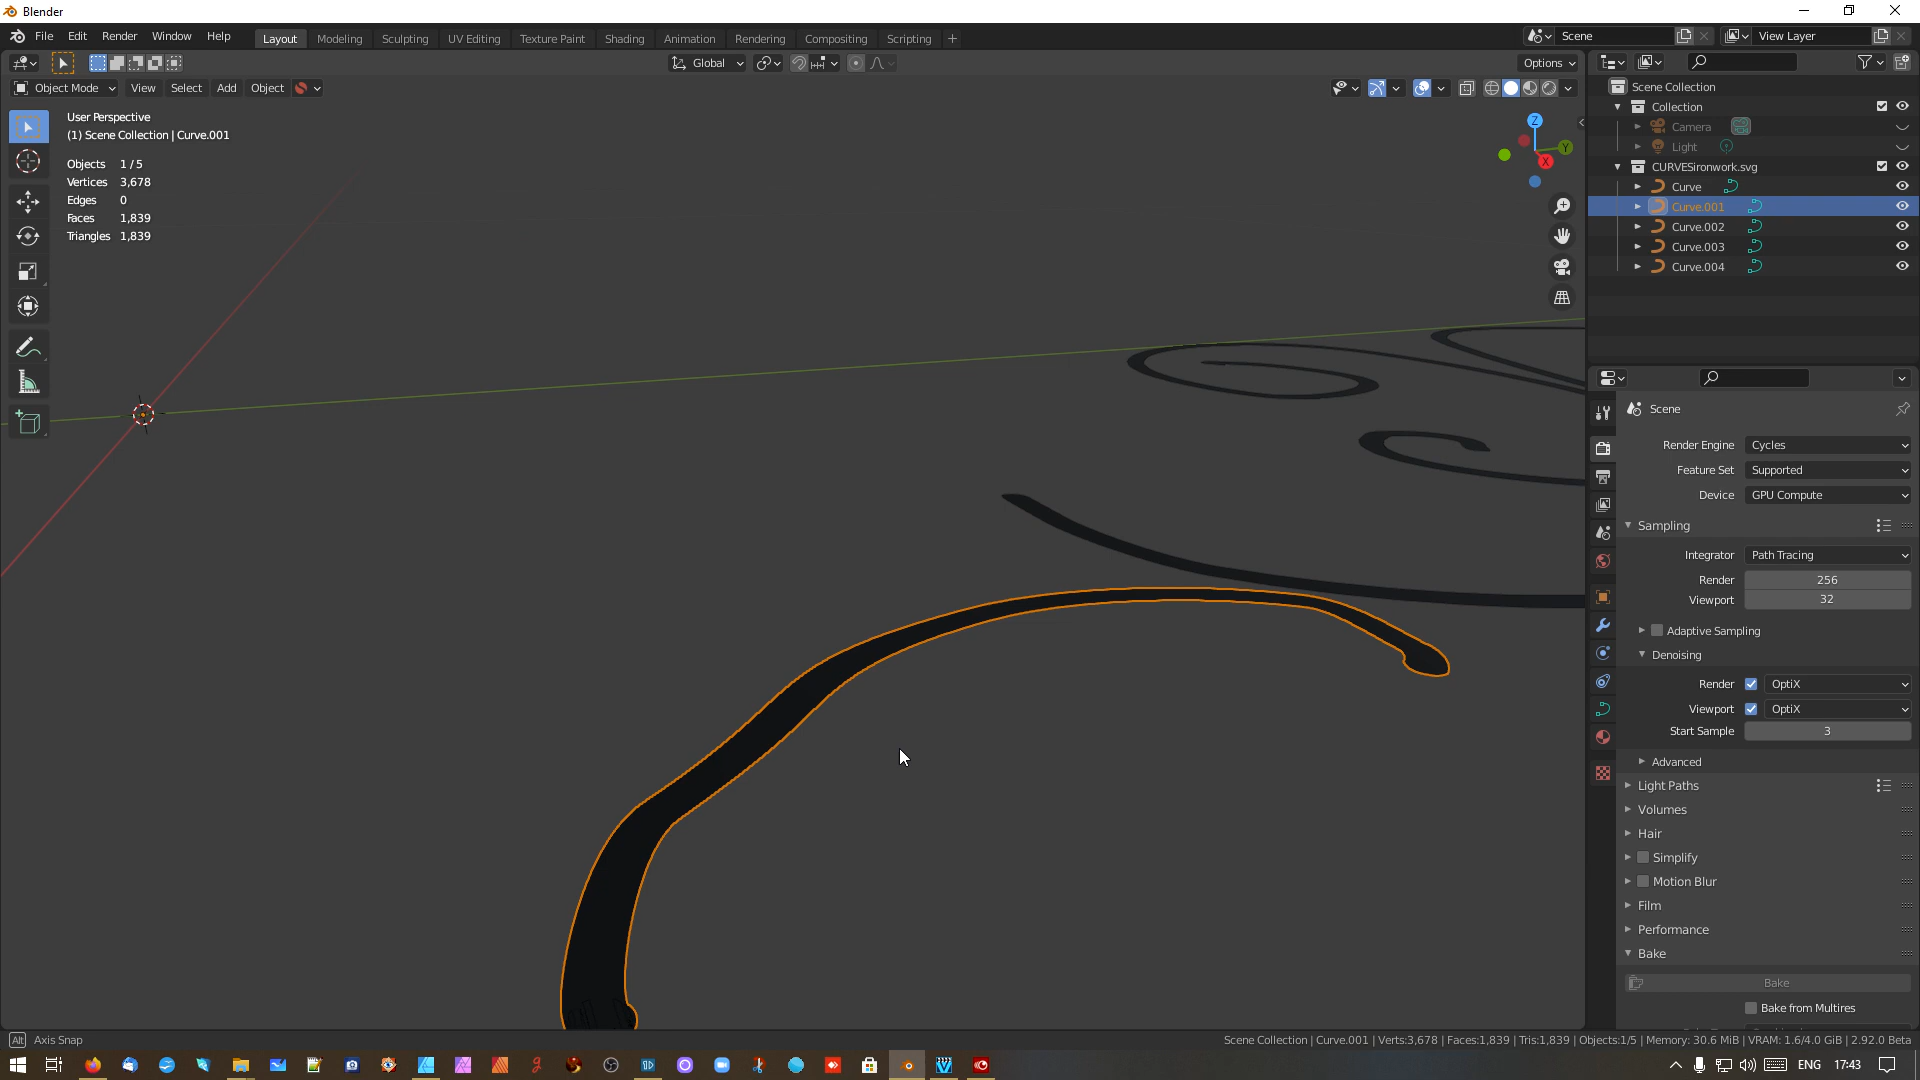 Blender
File Edit Render Window Help
Layout Modeling Sculpting UV Editing Texture Paint Shading Animation Rendering Compositing Scripting +
Scene
View Layer
Global
Options
Object Mode View Select Add Object
User Perspective
(1) Scene Collection | Curve.001
Objects 1 / 5
Vertices 3,678
Edges 0
Faces 1,839
Triangles 1,839
Z
Y
X
Scene Collection
Collection
Camera
Light
CURVESironwork.svg
Curve
Curve.001
Curve.002
Curve.003
Curve.004
Scene
Render Engine Cycles
Feature Set Supported
Device GPU Compute
Sampling
Integrator Path Tracing
Render 256
Viewport 32
Adaptive Sampling
Denoising
Render OptiX
Viewport OptiX
Start Sample 3
Advanced
Light Paths
Volumes
Hair
Simplify
Motion Blur
Film
Performance
Bake
Bake
Bake from Multires
Alt Axis Snap
Scene Collection | Curve.001 | Verts:3,678 | Faces:1,839 | Tris:1,839 | Objects:1/5 | Memory: 30.6 MiB | VRAM: 1.6/4.0 GiB | 2.92.0 Beta
ENG 17:43